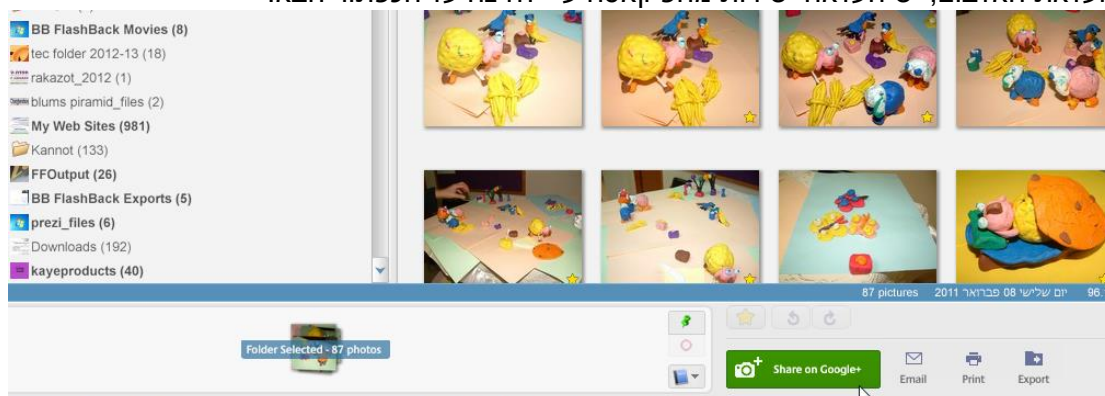 BB FlashBack Movies (8)
tec folder 2012-13 (18)
rakazot_2012 (1)
blums piramid_files (2)
My Web Sites (981)
Kannot (133)
FFOutput (26)
BB FlashBack Exports (5)
prezi_files (6)
Downloads (192)
kayeproducts (40)
87 pictures יום שלישי 08 פברואר 2011 96.
Folder Selected - 87 photos
Share on Google+
Email
Print
Export